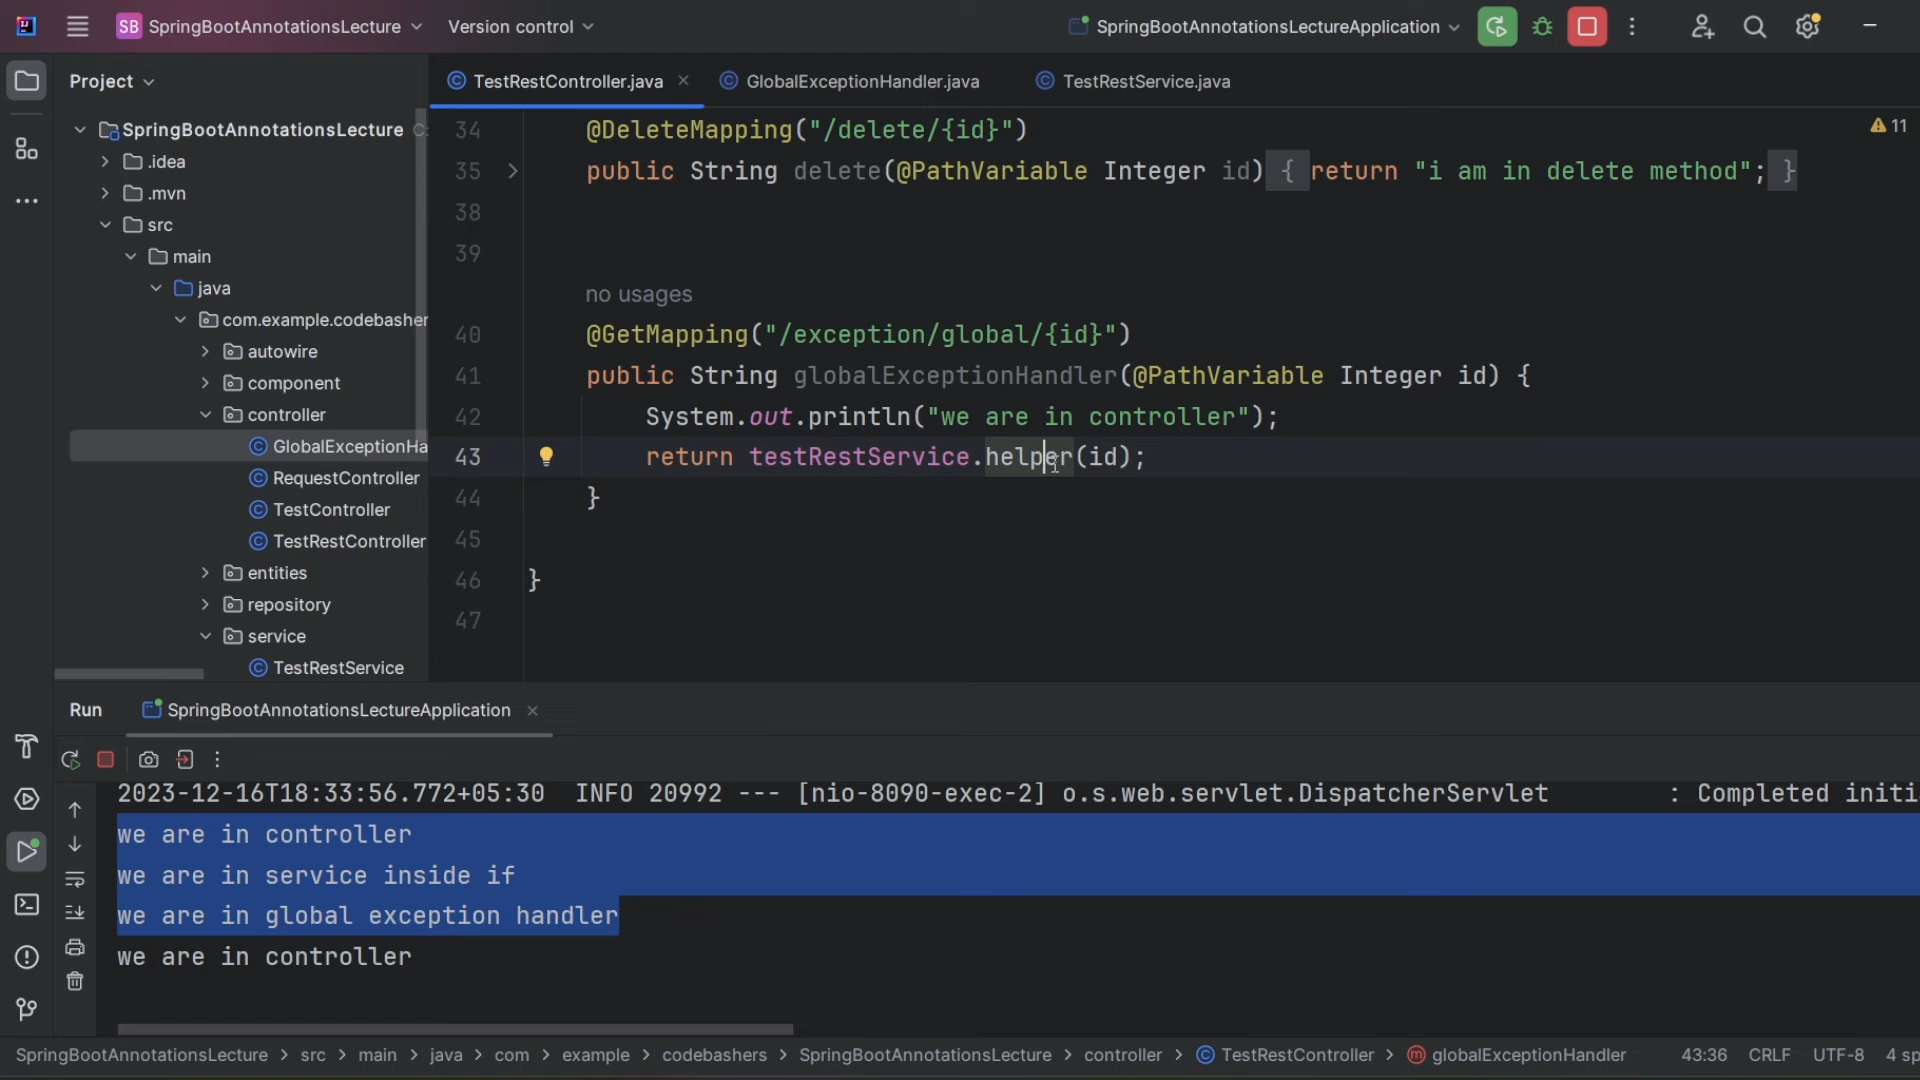 SB SpringBootAnnotationsLecture Version control SpringBootAnnotationsLectureApplication
Project
TestRestController.java GlobalExceptionHandler.java TestRestService.java
SpringBootAnnotationsLecture C:
.idea
.mvn
src
main
java
com.example.codebasher
autowire
component
controller
GlobalExceptionHa
RequestController
TestController
TestRestController
entities
repository
service
TestRestService
11
34 @DeleteMapping("/delete/{id}")
35 public String delete(@PathVariable Integer id) { return "i am in delete method"; }
38
39
no usages
40 @GetMapping("/exception/global/{id}")
41 public String globalExceptionHandler(@PathVariable Integer id) {
42 System.out.println("we are in controller");
43 return testRestService.helper(id);
44 }
45
46 }
47
Run SpringBootAnnotationsLectureApplication
2023-12-16T18:33:56.772+05:30 INFO 20992 --- [nio-8090-exec-2] o.s.web.servlet.DispatcherServlet : Completed initi
we are in controller
we are in service inside if
we are in global exception handler
we are in controller
SpringBootAnnotationsLecture > src > main > java > com > example > codebashers > SpringBootAnnotationsLecture > controller > TestRestController > globalExceptionHandler 43:36 CRLF UTF-8 4 sp